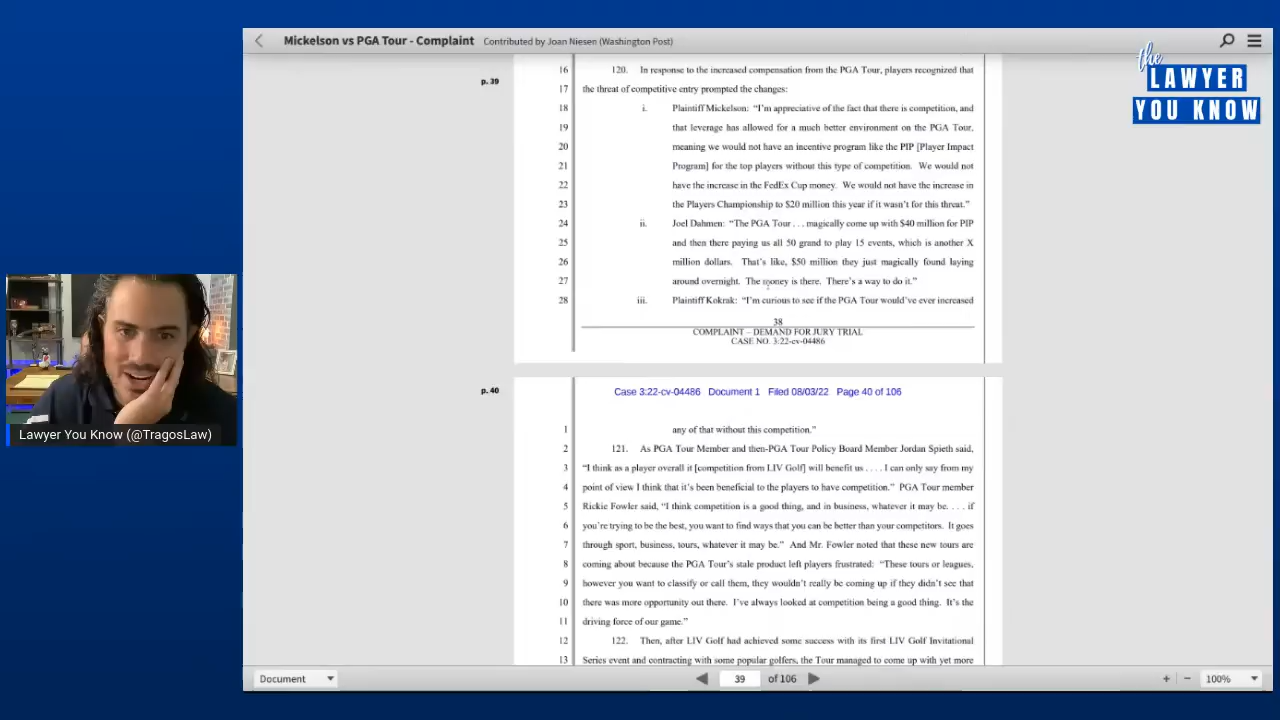 Mickelson vs PGA Tour - Complaint Contributed by Joan Niesen (Washington Post)
the
LAWYER
YOU KNOW
p. 39
16 120. In response to the increased compensation from the PGA Tour, players recognized that
17 the threat of competitive entry prompted the changes:
18 i. Plaintiff Mickelson: “I’m appreciative of the fact that there is competition, and
19 that leverage has allowed for a much better environment on the PGA Tour,
20 meaning we would not have an incentive program like the PIP [Player Impact
21 Program] for the top players without this type of competition. We would not
22 have the increase in the FedEx Cup money. We would not have the increase in
23 the Players Championship to $20 million this year if it wasn’t for this threat.”
24 ii. Joel Dahmen: “The PGA Tour . . . magically come up with $40 million for PIP
25 and then there paying us all 50 grand to play 15 events, which is another X
26 million dollars. That’s like, $50 million they just magically found laying
27 around overnight. The money is there. There’s a way to do it.”
28 iii. Plaintiff Kokrak: “I’m curious to see if the PGA Tour would’ve ever increased
38
COMPLAINT – DEMAND FOR JURY TRIAL
CASE NO. 3:22-cv-04486
p. 40
Case 3:22-cv-04486 Document 1 Filed 08/03/22 Page 40 of 106
1 any of that without this competition.”
2 121. As PGA Tour Member and then-PGA Tour Policy Board Member Jordan Spieth said,
3 “I think as a player overall it [competition from LIV Golf] will benefit us . . . . I can only say from my
4 point of view I think that it’s been beneficial to the players to have competition.” PGA Tour member
5 Rickie Fowler said, “I think competition is a good thing, and in business, whatever it may be. . . . if
6 you’re trying to be the best, you want to find ways that you can be better than your competitors. It goes
7 through sport, business, tours, whatever it may be.” And Mr. Fowler noted that these new tours are
8 coming about because the PGA Tour’s stale product left players frustrated: “These tours or leagues,
9 however you want to classify or call them, they wouldn’t really be coming up if they didn’t see that
10 there was more opportunity out there. I’ve always looked at competition being a good thing. It’s the
11 driving force of our game.”
12 122. Then, after LIV Golf had achieved some success with its first LIV Golf Invitational
13 Series event and contracting with some popular golfers, the Tour managed to come up with yet more
Lawyer You Know (@TragosLaw)
Document 39 of 106 + − 100%